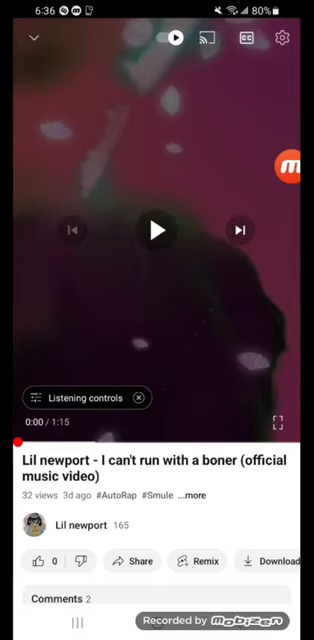 6:36
80%
CC
m
Listening controls
0:00 / 1:15
Lil newport - I can't run with a boner (official
music video)
32 views 3d ago #AutoRap #Smule ...more
Lil newport 165
0 Share Remix Download
Comments 2
Recorded by Mobizen